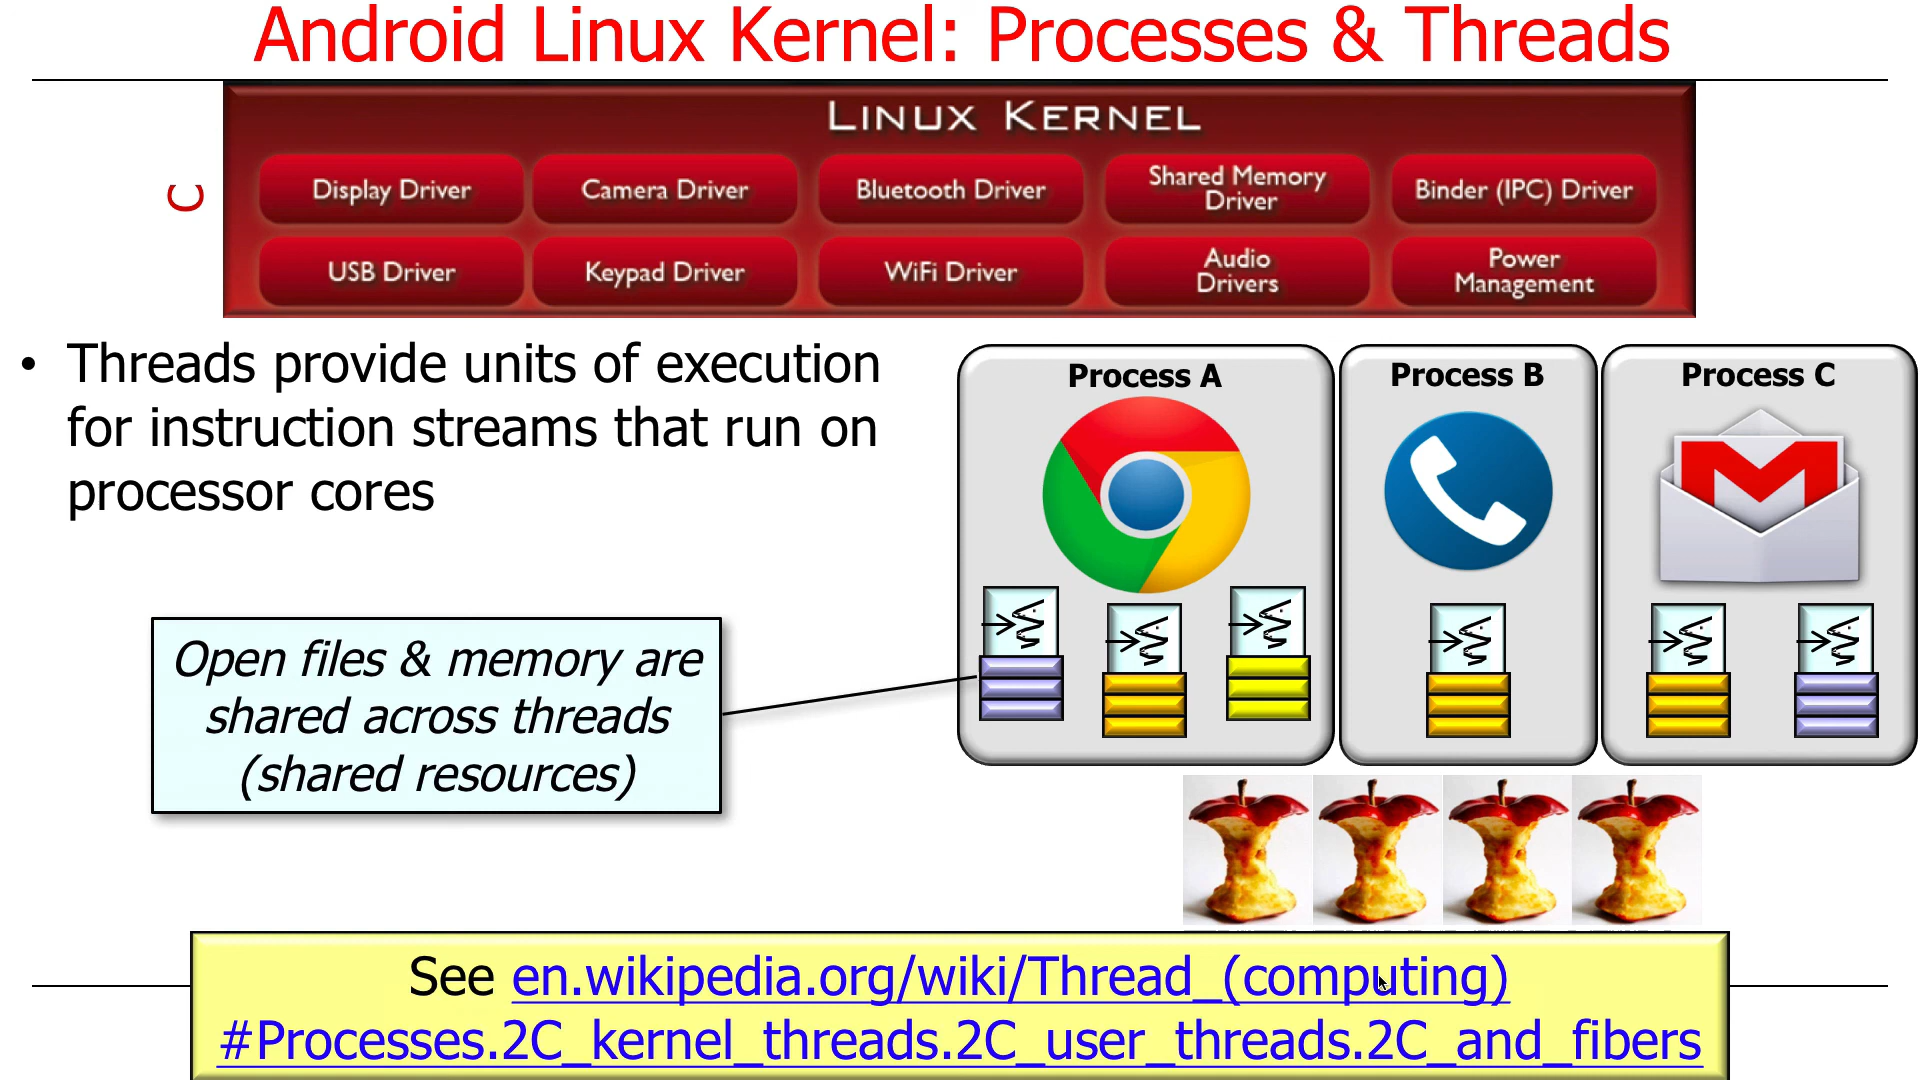 Android Linux Kernel: Processes & Threads
LINUX KERNEL
C
Display Driver
Camera Driver
Bluetooth Driver
Shared Memory
Driver
Binder (IPC) Driver
USB Driver
Keypad Driver
WiFi Driver
Audio
Drivers
Power
Management
• Threads provide units of execution
for instruction streams that run on
processor cores
Process A
Process B
Process C
Open files & memory are
shared across threads
(shared resources)
See en.wikipedia.org/wiki/Thread_(computing)
#Processes.2C_kernel_threads.2C_user_threads.2C_and_fibers